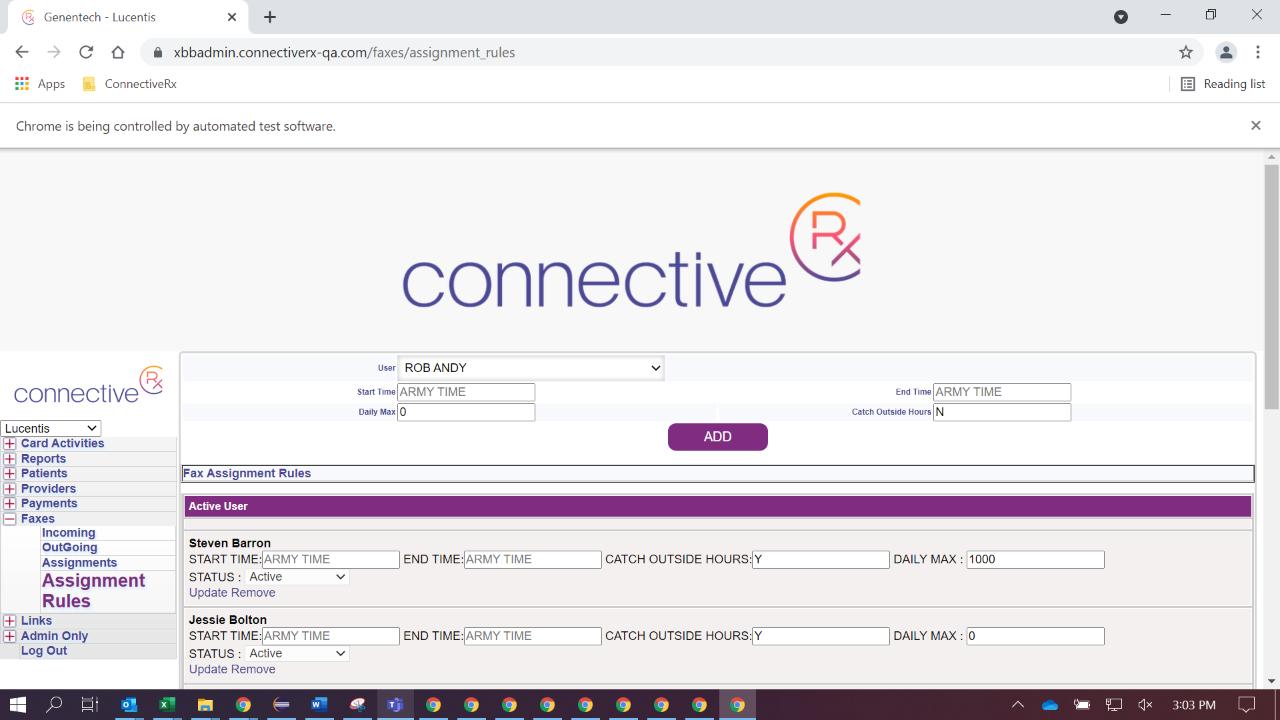 Genentech - Lucentis
xbbadmin.connectiverx-qa.com/faxes/assignment_rules
Apps ConnectiveRx Reading list
Chrome is being controlled by automated test software.
connective Rx
connective Rx
Lucentis
Card Activities
Reports
Patients
Providers
Payments
Faxes
Incoming
OutGoing
Assignments
Assignment
Rules
Links
Admin Only
Log Out
User ROB ANDY
Start Time ARMY TIME End Time ARMY TIME
Daily Max 0 Catch Outside Hours N
ADD
Fax Assignment Rules
Active User
Steven Barron
START TIME: ARMY TIME END TIME: ARMY TIME CATCH OUTSIDE HOURS: Y DAILY MAX : 1000
STATUS : Active
Update Remove
Jessie Bolton
START TIME: ARMY TIME END TIME: ARMY TIME CATCH OUTSIDE HOURS: Y DAILY MAX : 0
STATUS : Active
Update Remove
3:03 PM